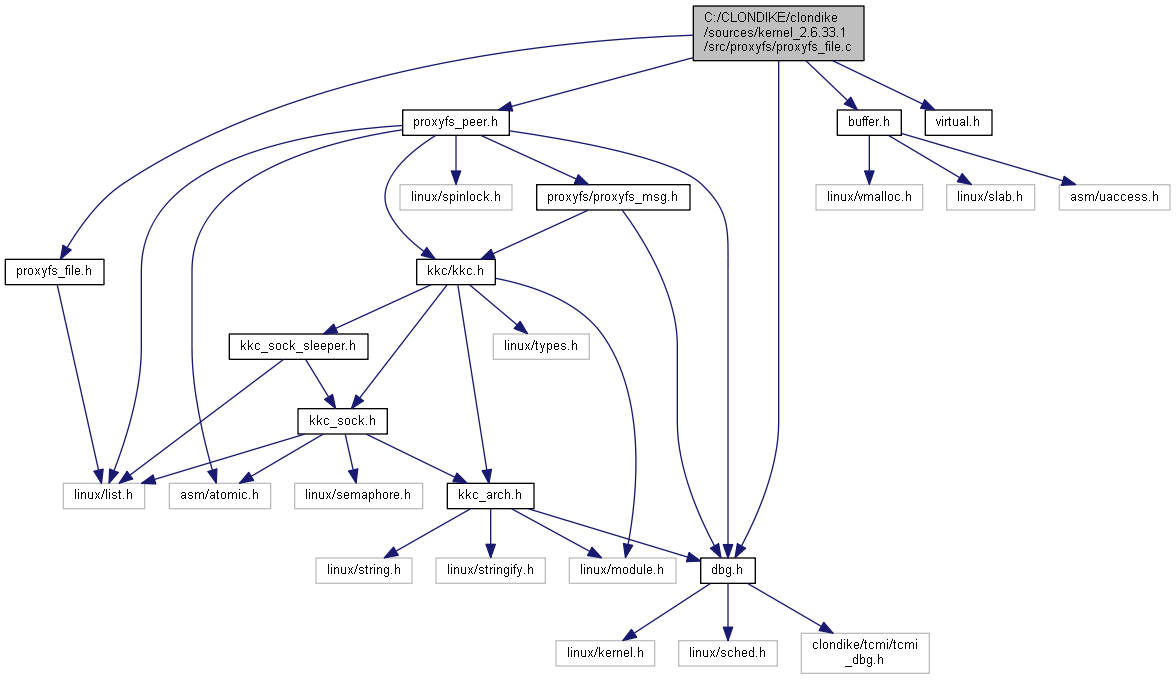 C:/CLONDIKE/clondike
/sources/kernel_2.6.33.1
/src/proxyfs/proxyfs_file.c
proxyfs_peer.h
buffer.h
virtual.h
linux/spinlock.h
proxyfs/proxyfs_msg.h
linux/vmalloc.h
linux/slab.h
asm/uaccess.h
proxyfs_file.h
kkc/kkc.h
kkc_sock_sleeper.h
linux/types.h
kkc_sock.h
linux/list.h
asm/atomic.h
linux/semaphore.h
kkc_arch.h
linux/string.h
linux/stringify.h
linux/module.h
dbg.h
linux/kernel.h
linux/sched.h
clondike/tcmi/tcmi
_dbg.h